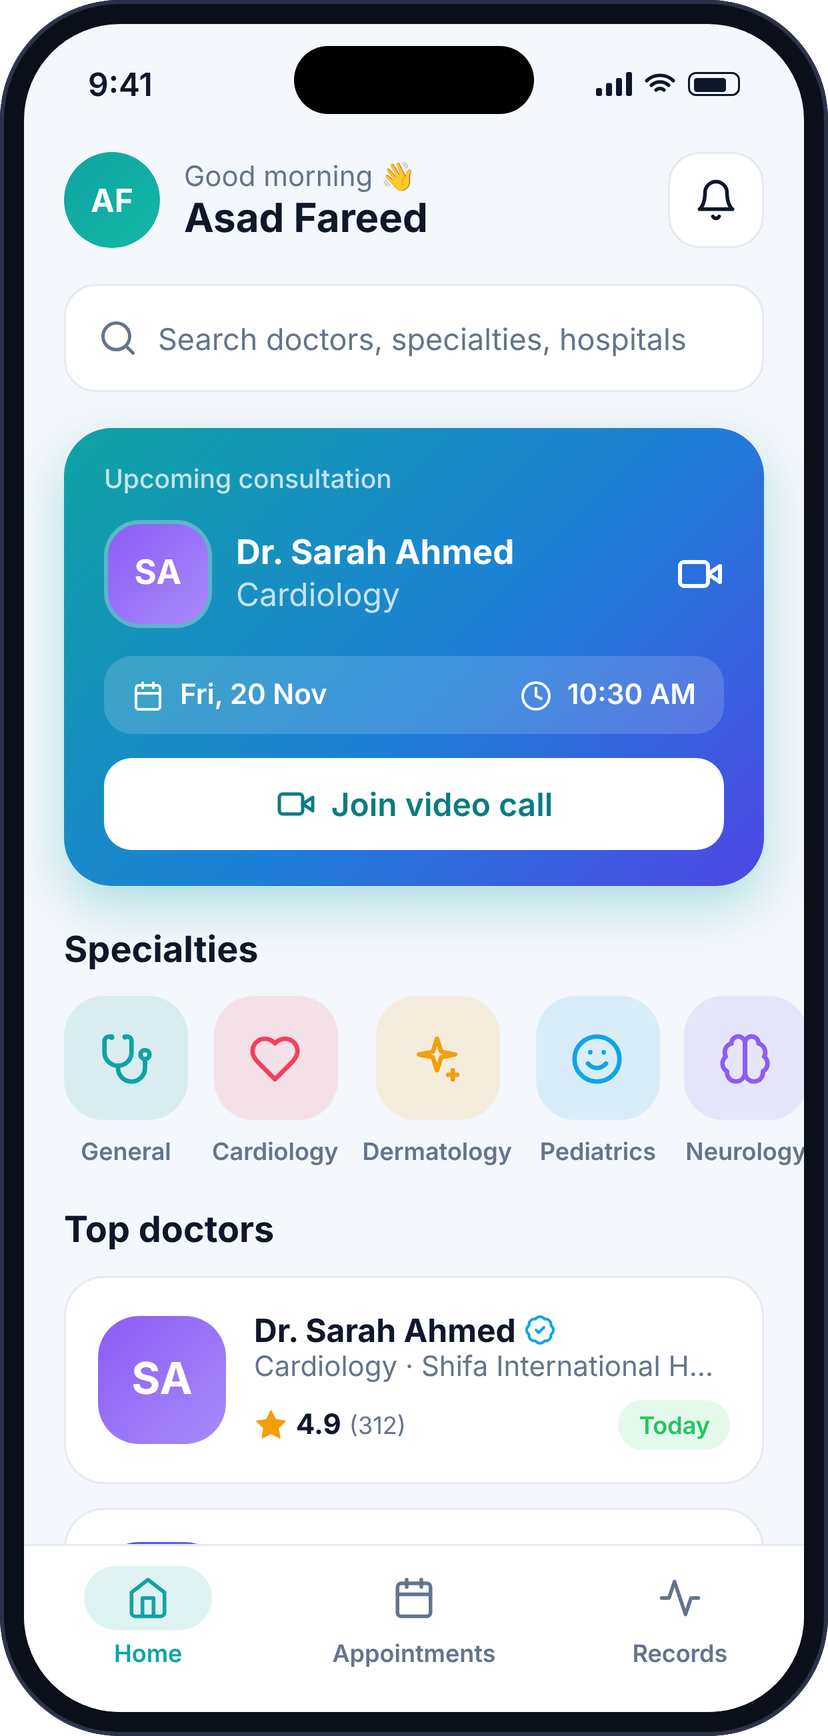 9:41
AF
Good morning 👋
Asad Fareed
Search doctors, specialties, hospitals
Upcoming consultation
SA
Dr. Sarah Ahmed
Cardiology
Fri, 20 Nov
10:30 AM
Join video call
Specialties
General
Cardiology
Dermatology
Pediatrics
Neurology
Top doctors
SA
Dr. Sarah Ahmed
Cardiology · Shifa International H...
4.9 (312)
Today
Home
Appointments
Records